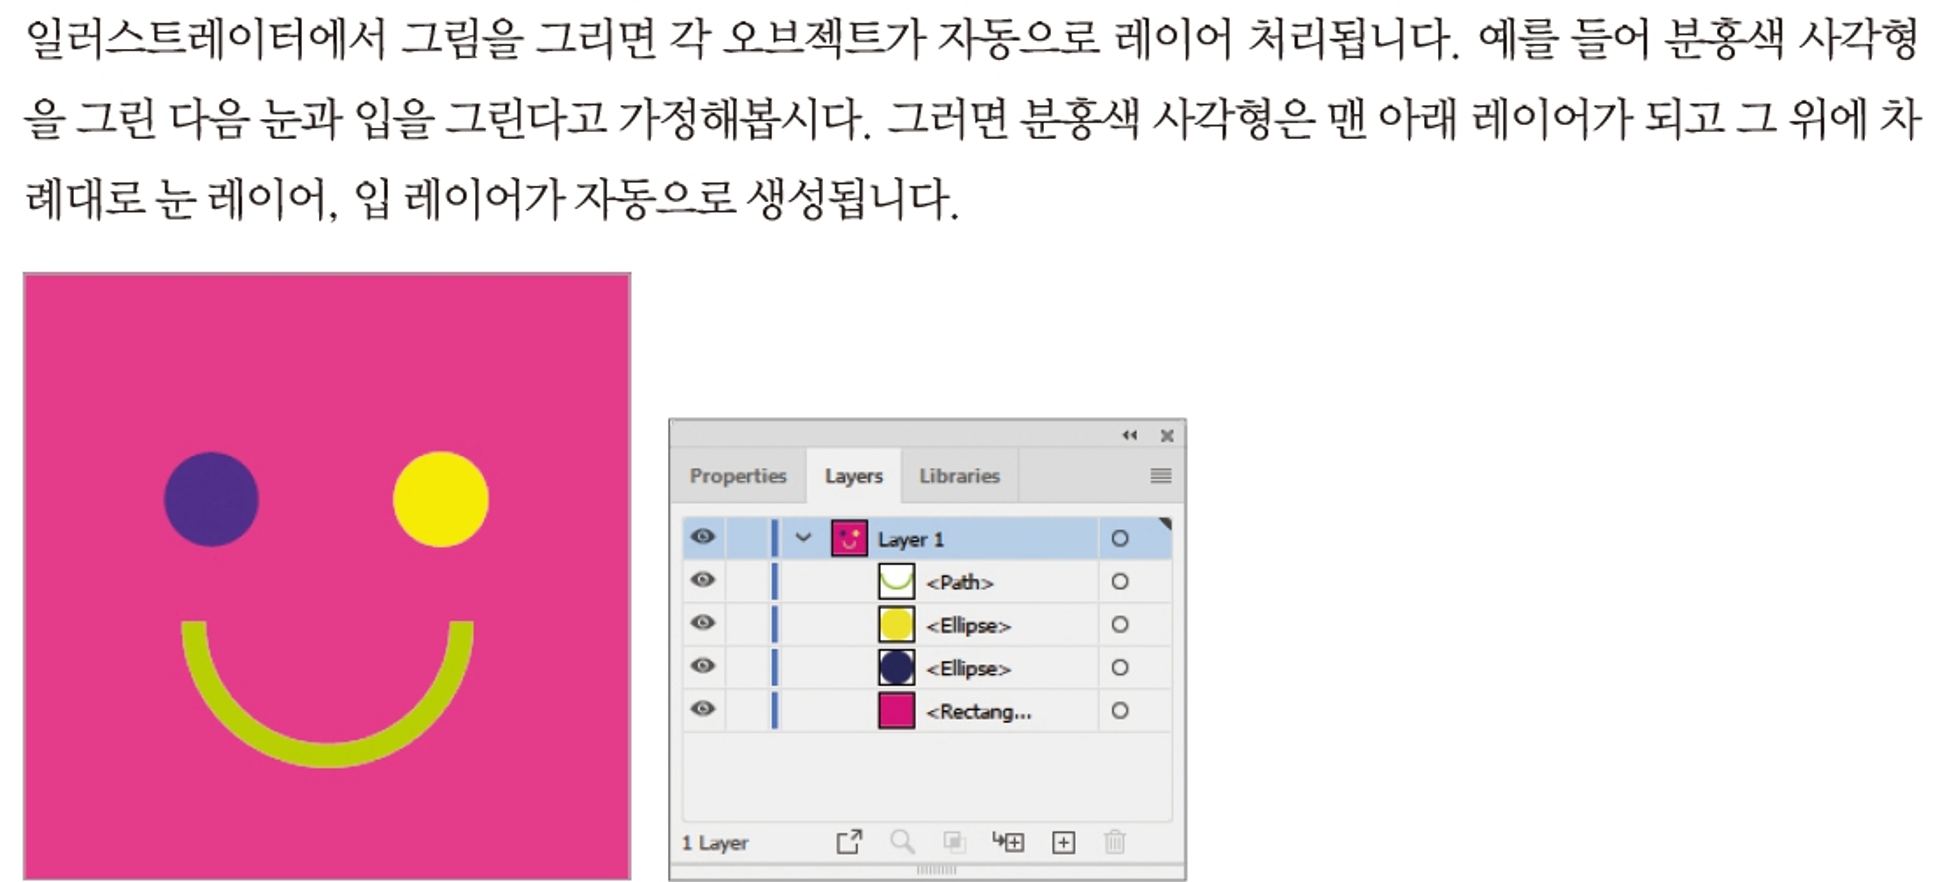 일러스트레이터에서 그림을 그리면 각 오브젝트가 자동으로 레이어 처리됩니다. 예를 들어 분홍색 사각형
을 그린 다음 눈과 입을 그린다고 가정해봅시다. 그러면 분홍색 사각형은 맨 아래 레이어가 되고 그 위에 차
례대로 눈 레이어, 입 레이어가 자동으로 생성됩니다.
Properties Layers Libraries
Layer 1
<Path>
<Ellipse>
<Ellipse>
<Rectang...
1 Layer